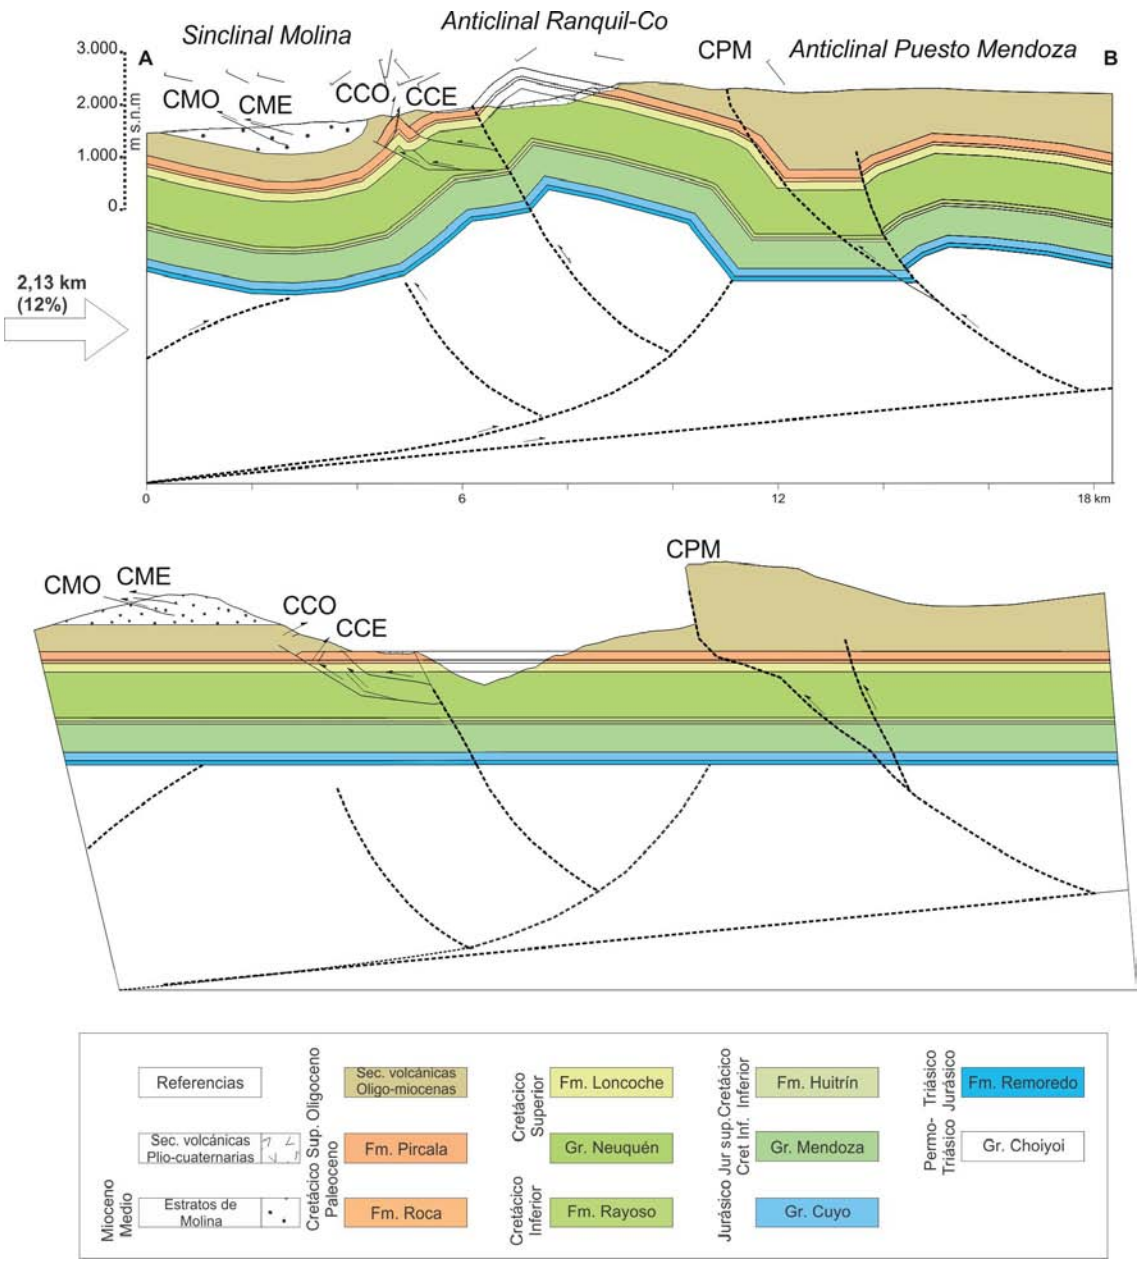 Anticlinal Ranquil-Co
Sinclinal Molina
Anticlinal Puesto Mendoza
3.000
A
CPM
B
CMO
CME
CCO
CCE
2.000
m s.n.m
1.000
0
2,13 km
(12%)
0
6
12
18 km
CPM
CMO
CME
CCO
CCE
Referencias
Sec. volcánicas
Plio-cuaternarias
Mioceno
Medio
Estratos de
Molina
Oligoceno
Sec. volcánicas
Oligo-miocenas
Cretácico Sup.
Paleoceno
Fm. Pircala
Fm. Roca
Cretácico
Superior
Fm. Loncoche
Gr. Neuquén
Cretácico
Inferior
Fm. Rayoso
Cretácico
Inferior
Fm. Huitrín
Jur sup.
Cret Inf.
Gr. Mendoza
Jurásico
Gr. Cuyo
Triásico
Jurásico
Fm. Remoredo
Permo-
Triásico
Gr. Choiyoi